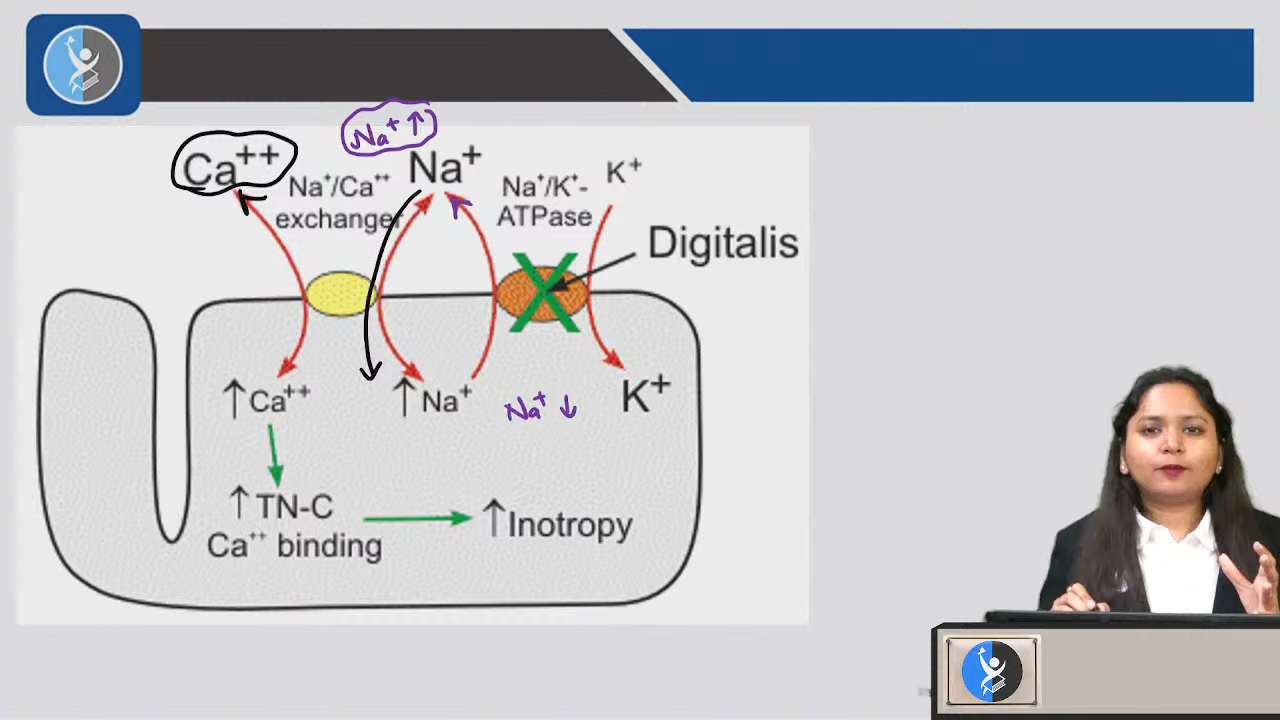 Na⁺ ↑
Ca⁺⁺
Na⁺
K⁺
Na⁺/Ca⁺⁺
exchanger
Na⁺/K⁺-
ATPase
Digitalis
↑Ca⁺⁺
↑Na⁺
Na⁺ ↓
K⁺
↑TN-C
Ca⁺⁺ binding
↑Inotropy